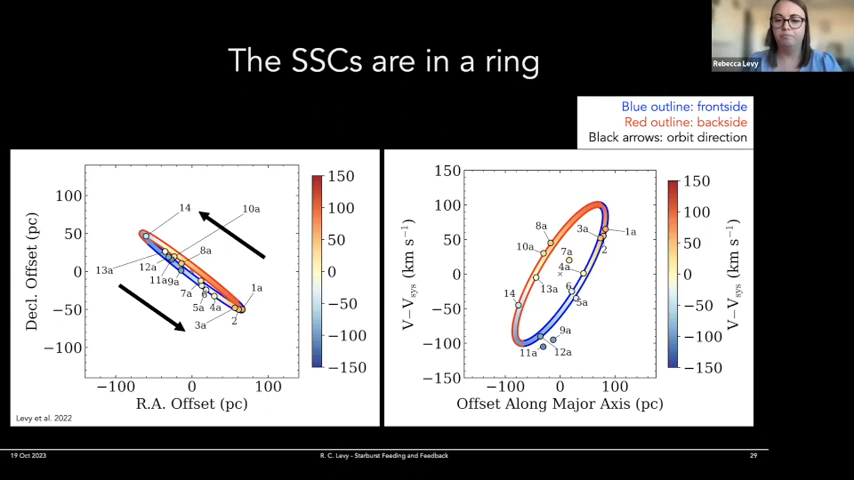 The SSCs are in a ring
Rebecca Levy
Blue outline: frontside
Red outline: backside
Black arrows: orbit direction
100
50
0
−50
−100
Decl. Offset (pc)
−100
0
100
R.A. Offset (pc)
14
10a
8a
13a
12a
11a
9a
7a
6
5a
4a
3a
2
1a
150
100
50
0
−50
−100
−150
Levy et al. 2022
150
100
50
0
−50
−100
−150
V−Vsys (km s⁻¹)
−100
0
100
Offset Along Major Axis (pc)
8a
3a
1a
10a
7a
2
4a
13a
6
5a
14
9a
11a
12a
150
100
50
0
−50
−100
−150
V−Vsys (km s⁻¹)
19 Oct 2023
R. C. Levy - Starburst Feeding and Feedback
29